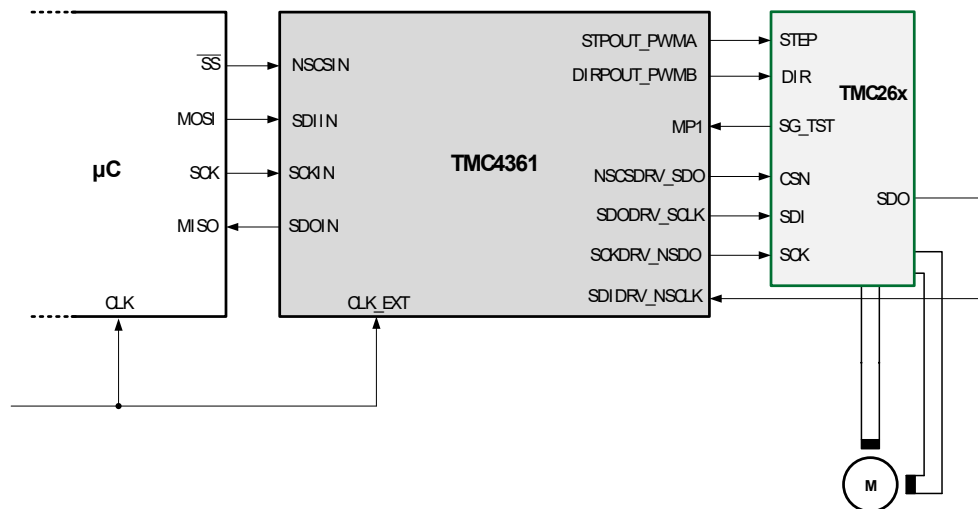 µC
SS
MOSI
SCK
MISO
CLK
TMC4361
NSCSIN
SDIIN
SCKIN
SDOIN
CLK_EXT
STPOUT_PWMA
DIRPOUT_PWMB
MP1
NSCSDRV_SDO
SDODRV_SCLK
SCKDRV_NSDO
SDIDRV_NSCLK
TMC26x
STEP
DIR
SG_TST
CSN
SDI
SCK
SDO
M